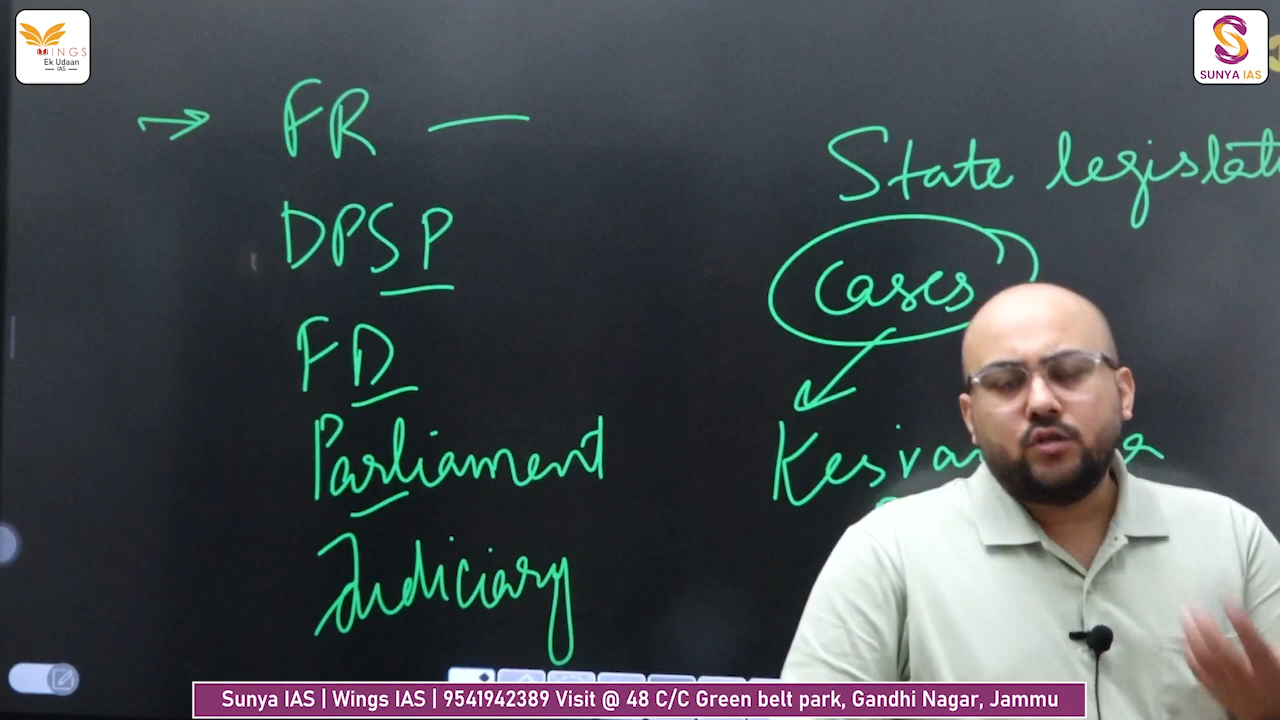 WINGS
Ek Udaan
IAS
SUNYA IAS
→ FR —
DPSP
FD
Parliament
Judiciary
State
Cases
Sunya IAS | Wings IAS | 9541942389 Visit @ 48 C/C Green belt park, Gandhi Nagar, Jammu